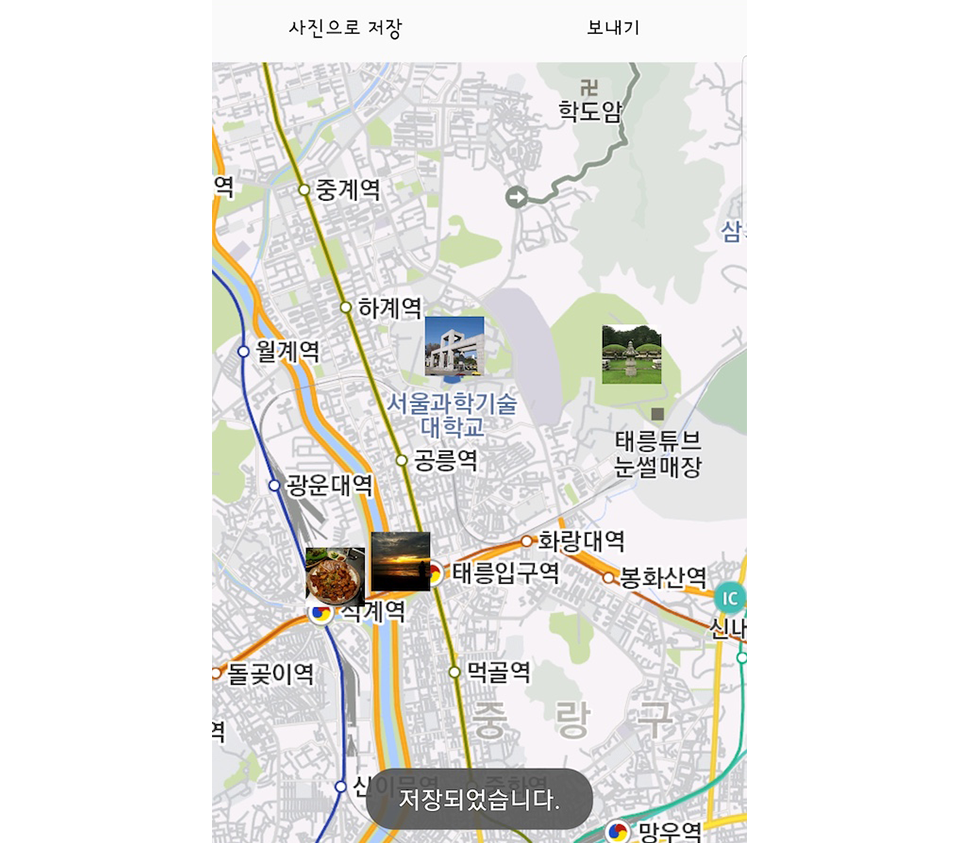 사진으로 저장
보내기
卍
학도암
역
중계역
삼
하계역
월계역
서울과학기술
대학교
태릉튜브
눈썰매장
공릉역
광운대역
화랑대역
태릉입구역
봉화산역
IC
석계역
신내
돌곶이역
먹골역
중 랑 구
역
신이문역
중화역
저장되었습니다.
망우역